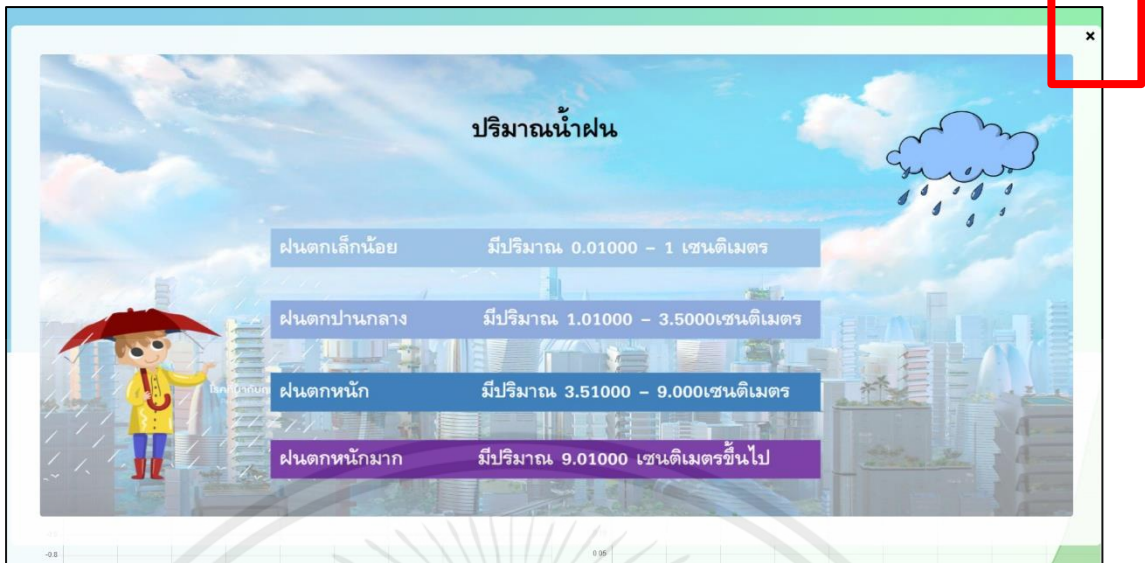 ×
ปริมาณน้ำฝน
ฝนตกเล็กน้อย มีปริมาณ 0.01000 – 1 เซนติเมตร
ฝนตกปานกลาง มีปริมาณ 1.01000 – 3.5000เซนติเมตร
ฝนตกหนัก มีปริมาณ 3.51000 – 9.000เซนติเมตร
ฝนตกหนักมาก มีปริมาณ 9.01000 เซนติเมตรขึ้นไป
-0.8 0.05